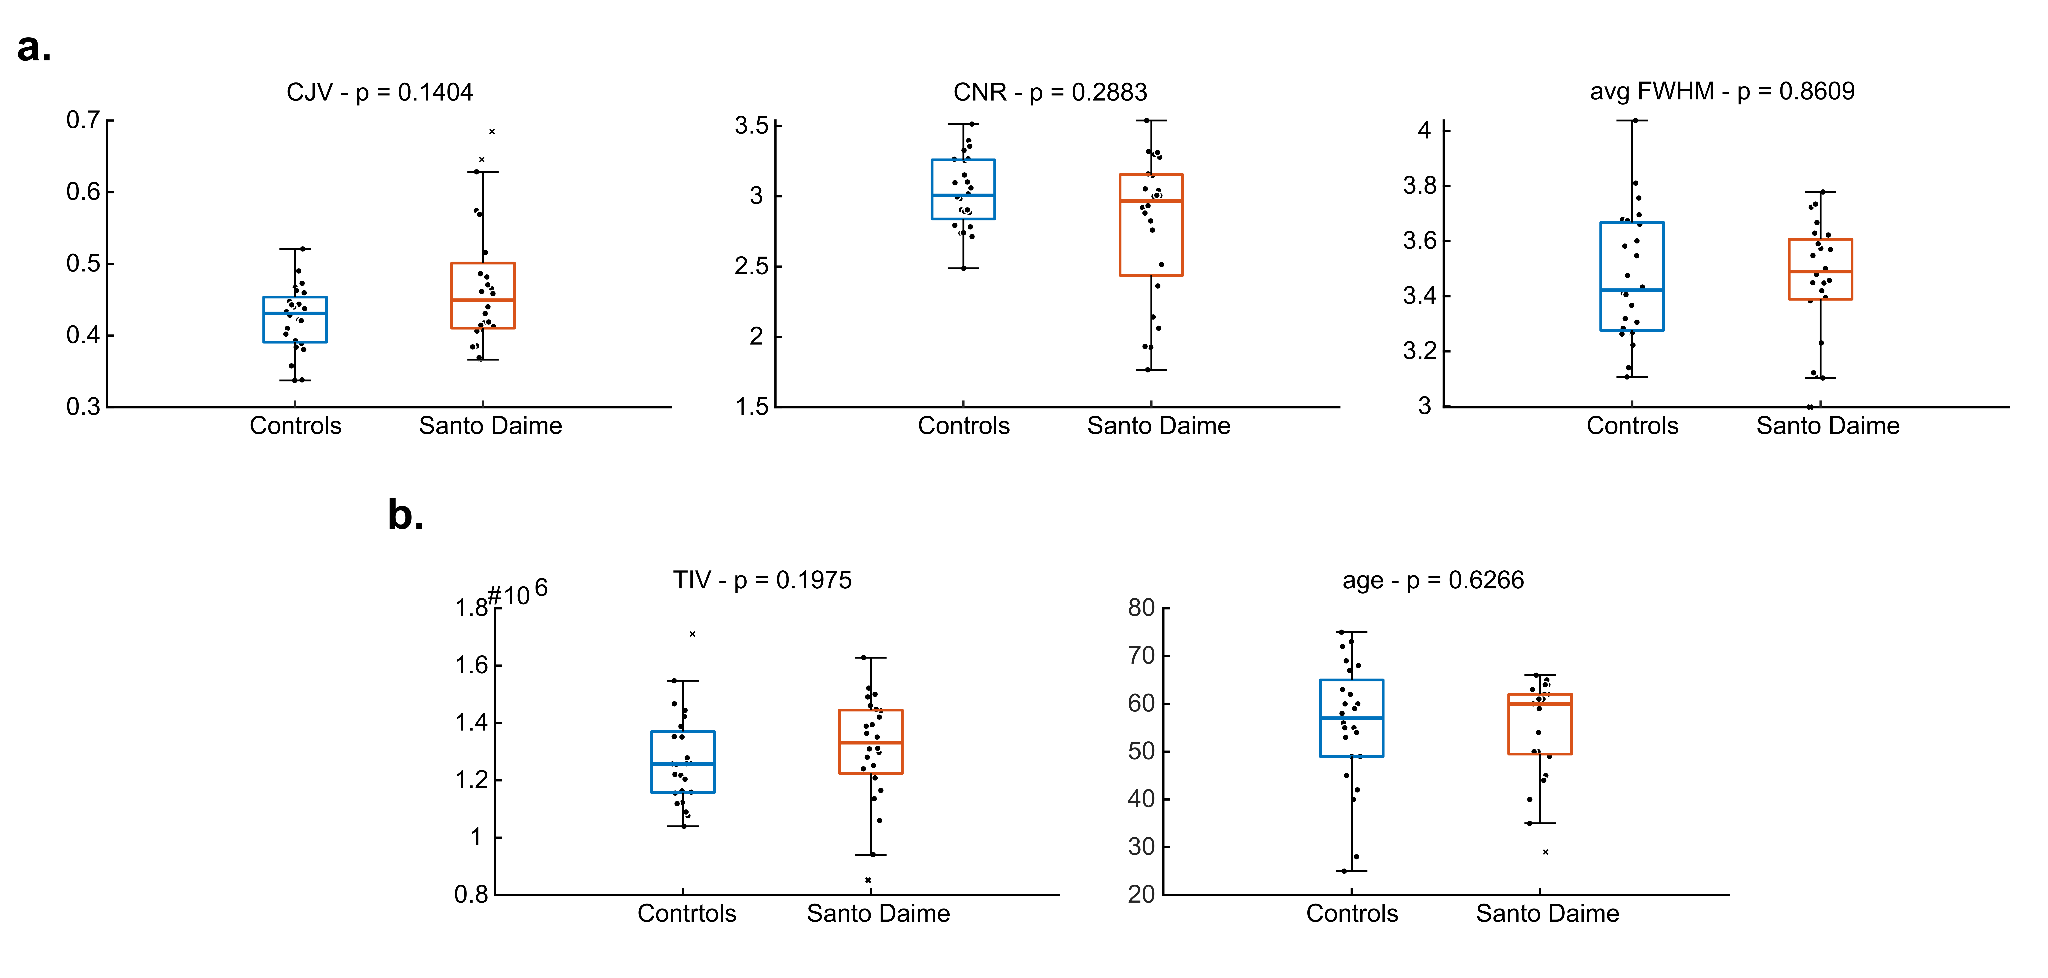 a.
CJV - p = 0.1404
0.7
0.6
0.5
0.4
0.3
Controls Santo Daime
CNR - p = 0.2883
3.5
3
2.5
2
1.5
Controls Santo Daime
avg FWHM - p = 0.8609
4
3.8
3.6
3.4
3.2
3
Controls Santo Daime
b.
TIV - p = 0.1975
#10 6
1.8
1.6
1.4
1.2
1
0.8
Contrtols Santo Daime
age - p = 0.6266
80
70
60
50
40
30
20
Controls Santo Daime